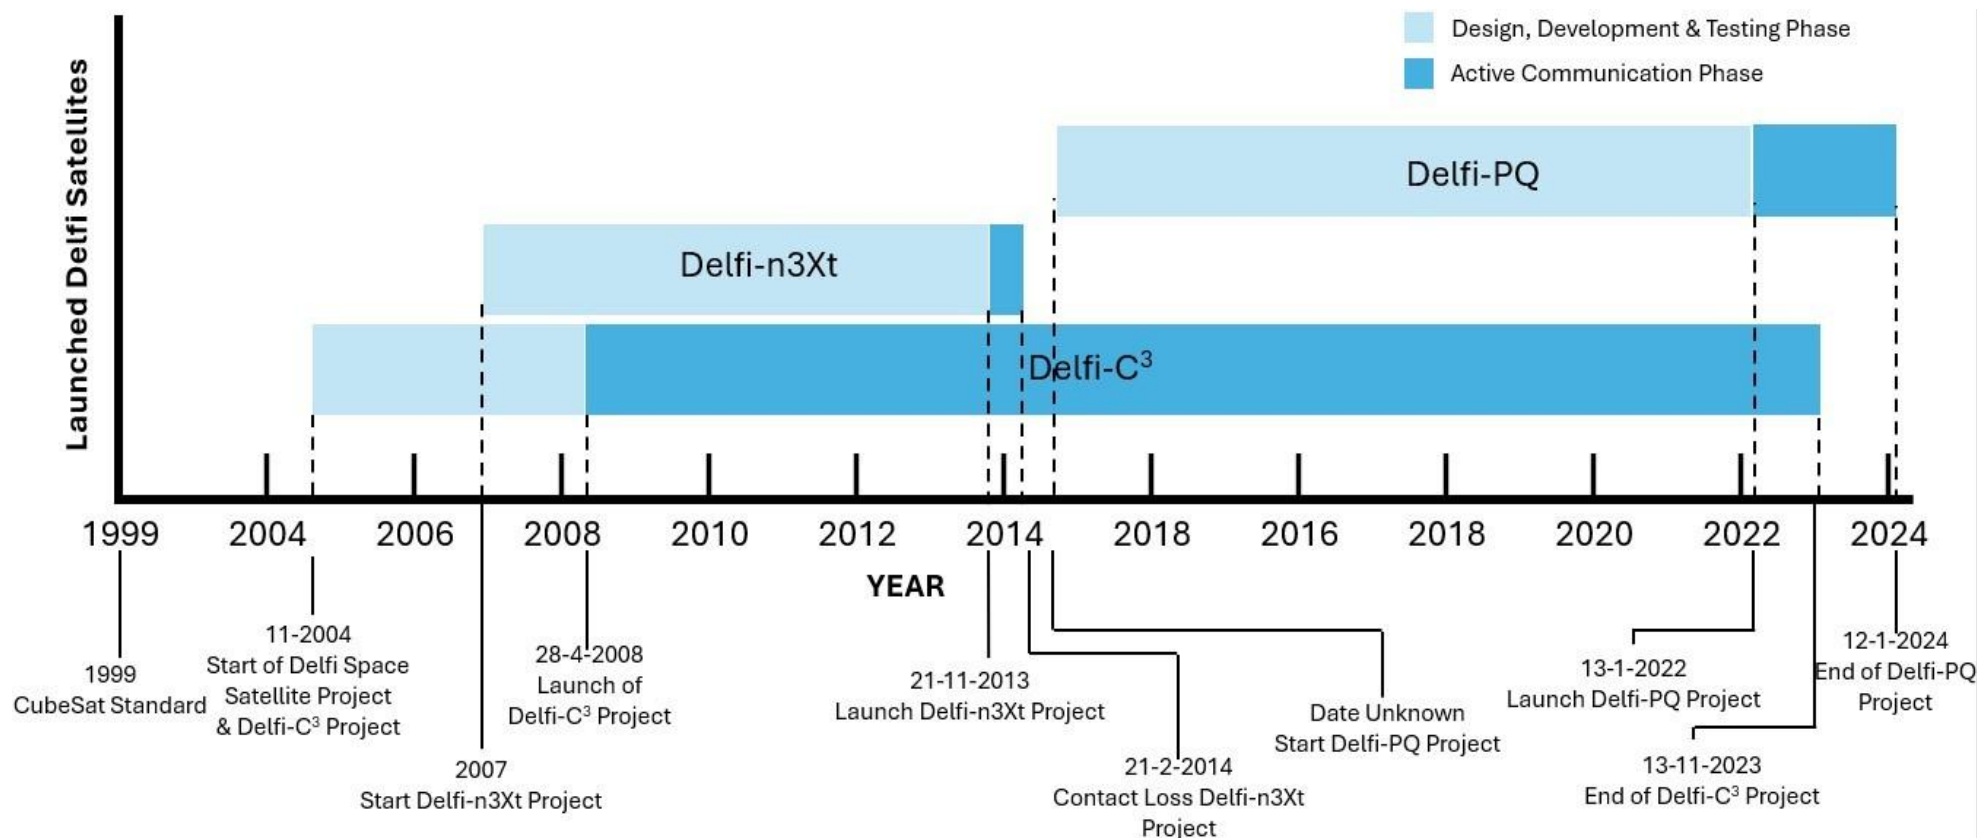 Design, Development & Testing Phase
Active Communication Phase
Launched Delfi Satellites
Delfi-PQ
Delfi-n3Xt
Delfi-C³
1999 2004 2006 2008 2010 2012 2014 2018 2016 2018 2020 2022 2024
YEAR
1999
CubeSat Standard
11-2004
Start of Delfi Space
Satellite Project
& Delfi-C³ Project
2007
Start Delfi-n3Xt Project
28-4-2008
Launch of
Delfi-C³ Project
21-11-2013
Launch Delfi-n3Xt Project
21-2-2014
Contact Loss Delfi-n3Xt
Project
Date Unknown
Start Delfi-PQ Project
13-1-2022
Launch Delfi-PQ Project
13-11-2023
End of Delfi-C³ Project
12-1-2024
End of Delfi-PQ
Project